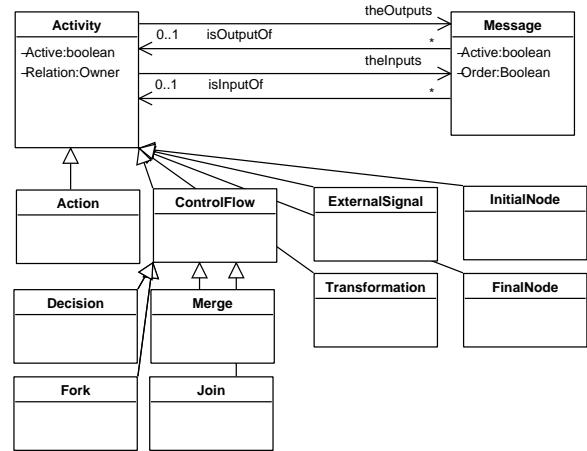 Activity
-Active:boolean
-Relation:Owner
theOutputs
0..1 isOutputOf *
theInputs
0..1 isInputOf *
Message
-Active:boolean
-Order:Boolean
Action
ControlFlow
ExternalSignal
InitialNode
Decision
Merge
Transformation
FinalNode
Fork
Join